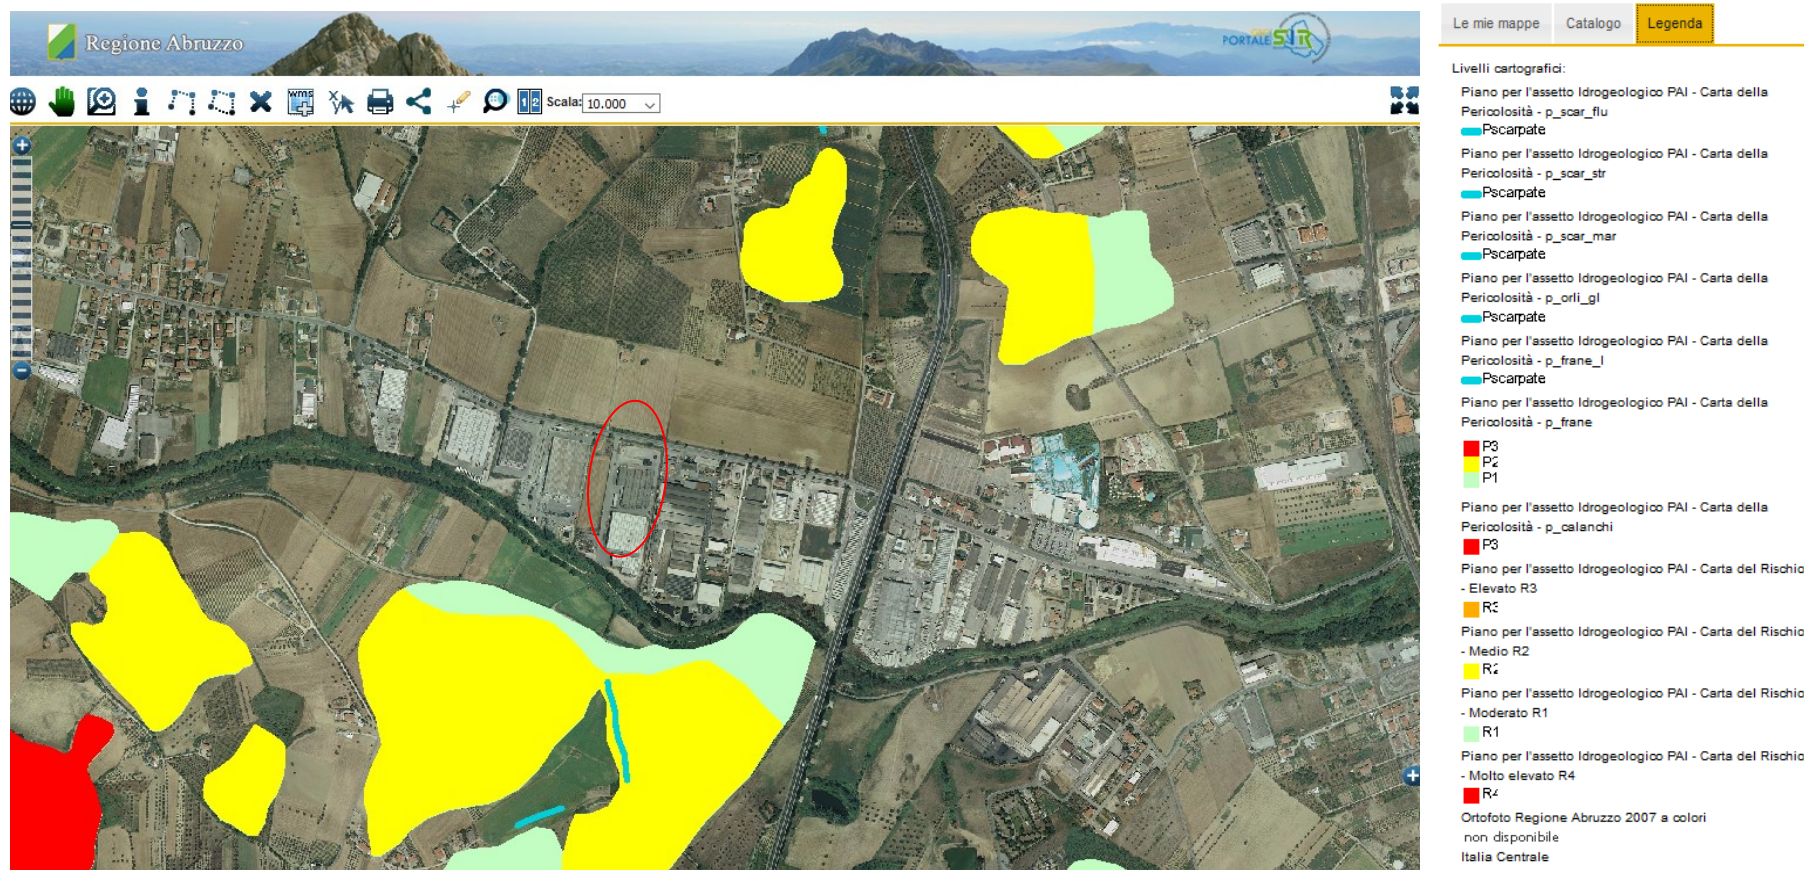 Regione Abruzzo
PORTALE SIR
Le mie mappe
Catalogo
Legenda
wms
x
y
1 2
Scala: 10.000
Livelli cartografici:
Piano per l'assetto Idrogeologico PAI - Carta della
Pericolosità - p_scar_flu
Pscarpate
Piano per l'assetto Idrogeologico PAI - Carta della
Pericolosità - p_scar_str
Pscarpate
Piano per l'assetto Idrogeologico PAI - Carta della
Pericolosità - p_scar_mar
Pscarpate
Piano per l'assetto Idrogeologico PAI - Carta della
Pericolosità - p_orli_gl
Pscarpate
Piano per l'assetto Idrogeologico PAI - Carta della
Pericolosità - p_frane_l
Pscarpate
Piano per l'assetto Idrogeologico PAI - Carta della
Pericolosità - p_frane
P3
P2
P1
Piano per l'assetto Idrogeologico PAI - Carta della
Pericolosità - p_calanchi
P3
Piano per l'assetto Idrogeologico PAI - Carta del Rischio
- Elevato R3
R3
Piano per l'assetto Idrogeologico PAI - Carta del Rischio
- Medio R2
R2
Piano per l'assetto Idrogeologico PAI - Carta del Rischio
- Moderato R1
R1
Piano per l'assetto Idrogeologico PAI - Carta del Rischio
- Molto elevato R4
R4
Ortofoto Regione Abruzzo 2007 a colori
non disponibile
Italia Centrale